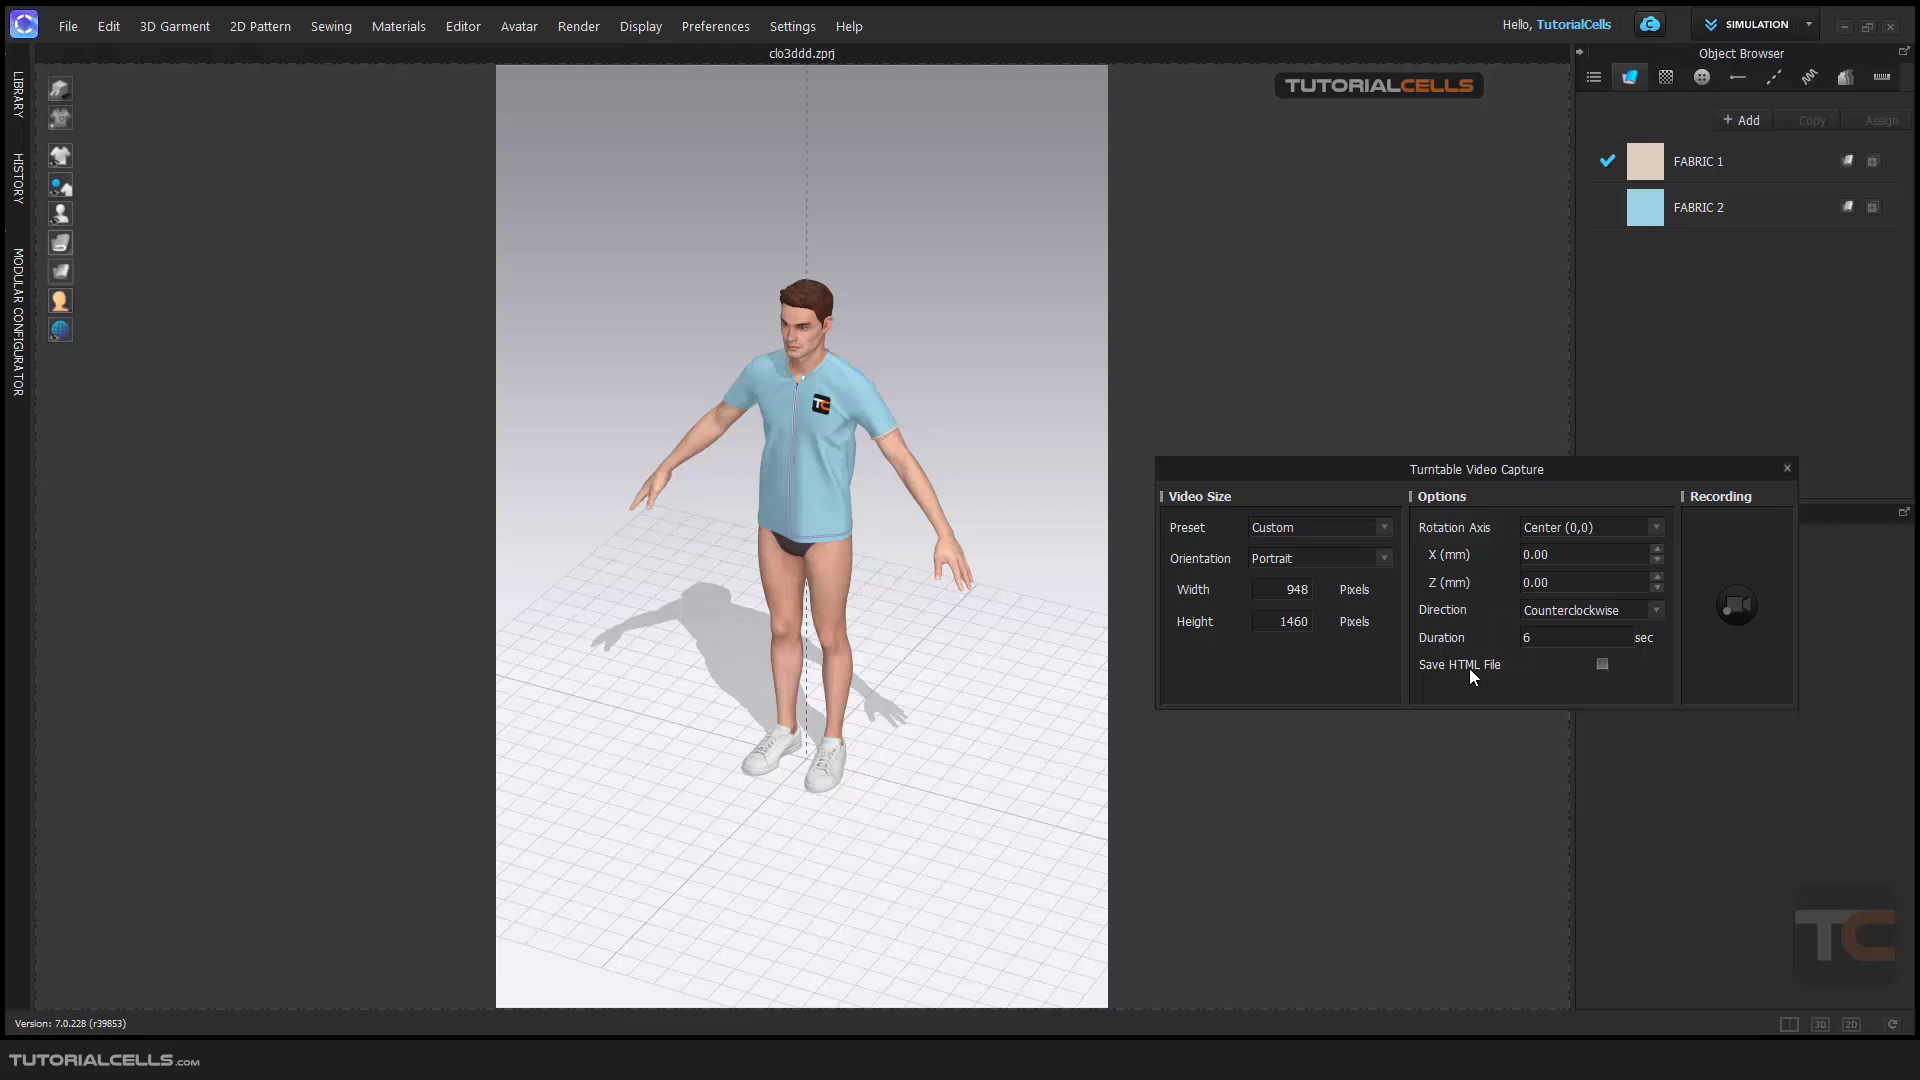 File Edit 3D Garment 2D Pattern Sewing Materials Editor Avatar Render Display Preferences Settings Help
Hello, TutorialCells
SIMULATION
clo3ddd.zprj
Object Browser
TUTORIALCELLS
LIBRARY
HISTORY
MODULAR CONFIGURATOR
+ Add Copy Assign
FABRIC 1
FABRIC 2
TC
Turntable Video Capture
Video Size
Preset Custom
Orientation Portrait
Width 948 Pixels
Height 1460 Pixels
Options
Rotation Axis Center (0,0)
X (mm) 0.00
Z (mm) 0.00
Direction Counterclockwise
Duration 6 sec
Save HTML File
Recording
TC
Version: 7.0.228 (r39853)
3D 2D
TUTORIALCELLS.COM